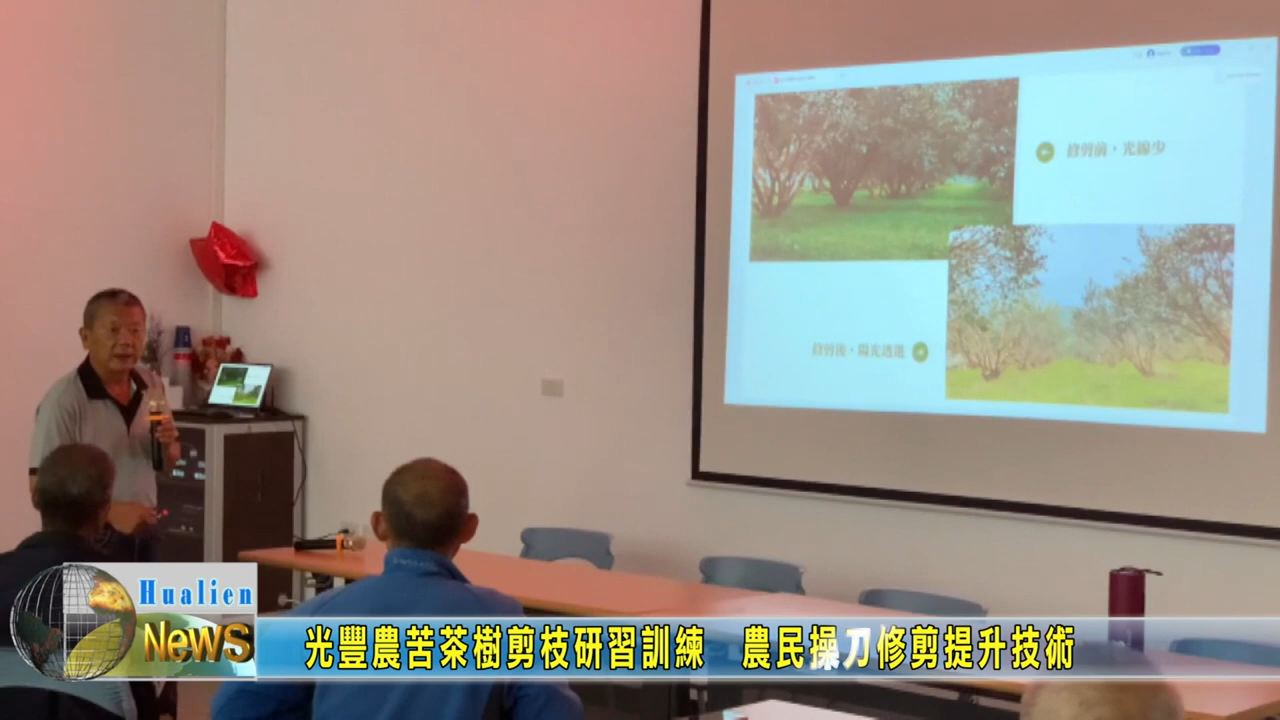 修剪前，光線少
修剪後，陽光透進
Hualien
NewS
光豐農苦茶樹剪枝研習訓練 農民操刀修剪提升技術